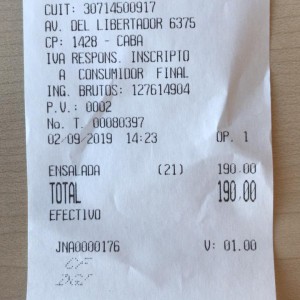 CUIT: 30714500917
AV. DEL LIBERTADOR 6375
CP: 1428 - CABA
IVA RESPONS. INSCRIPTO
A CONSUMIDOR FINAL
ING. BRUTOS: 127614904
P.V.: 0002
No. T. 00080397
02-09-2019 14:23 OP. 1
ENSALADA (21) 190.00
TOTAL 190.00
EFECTIVO
JNA0000176 V: 01.00
CF
DGI